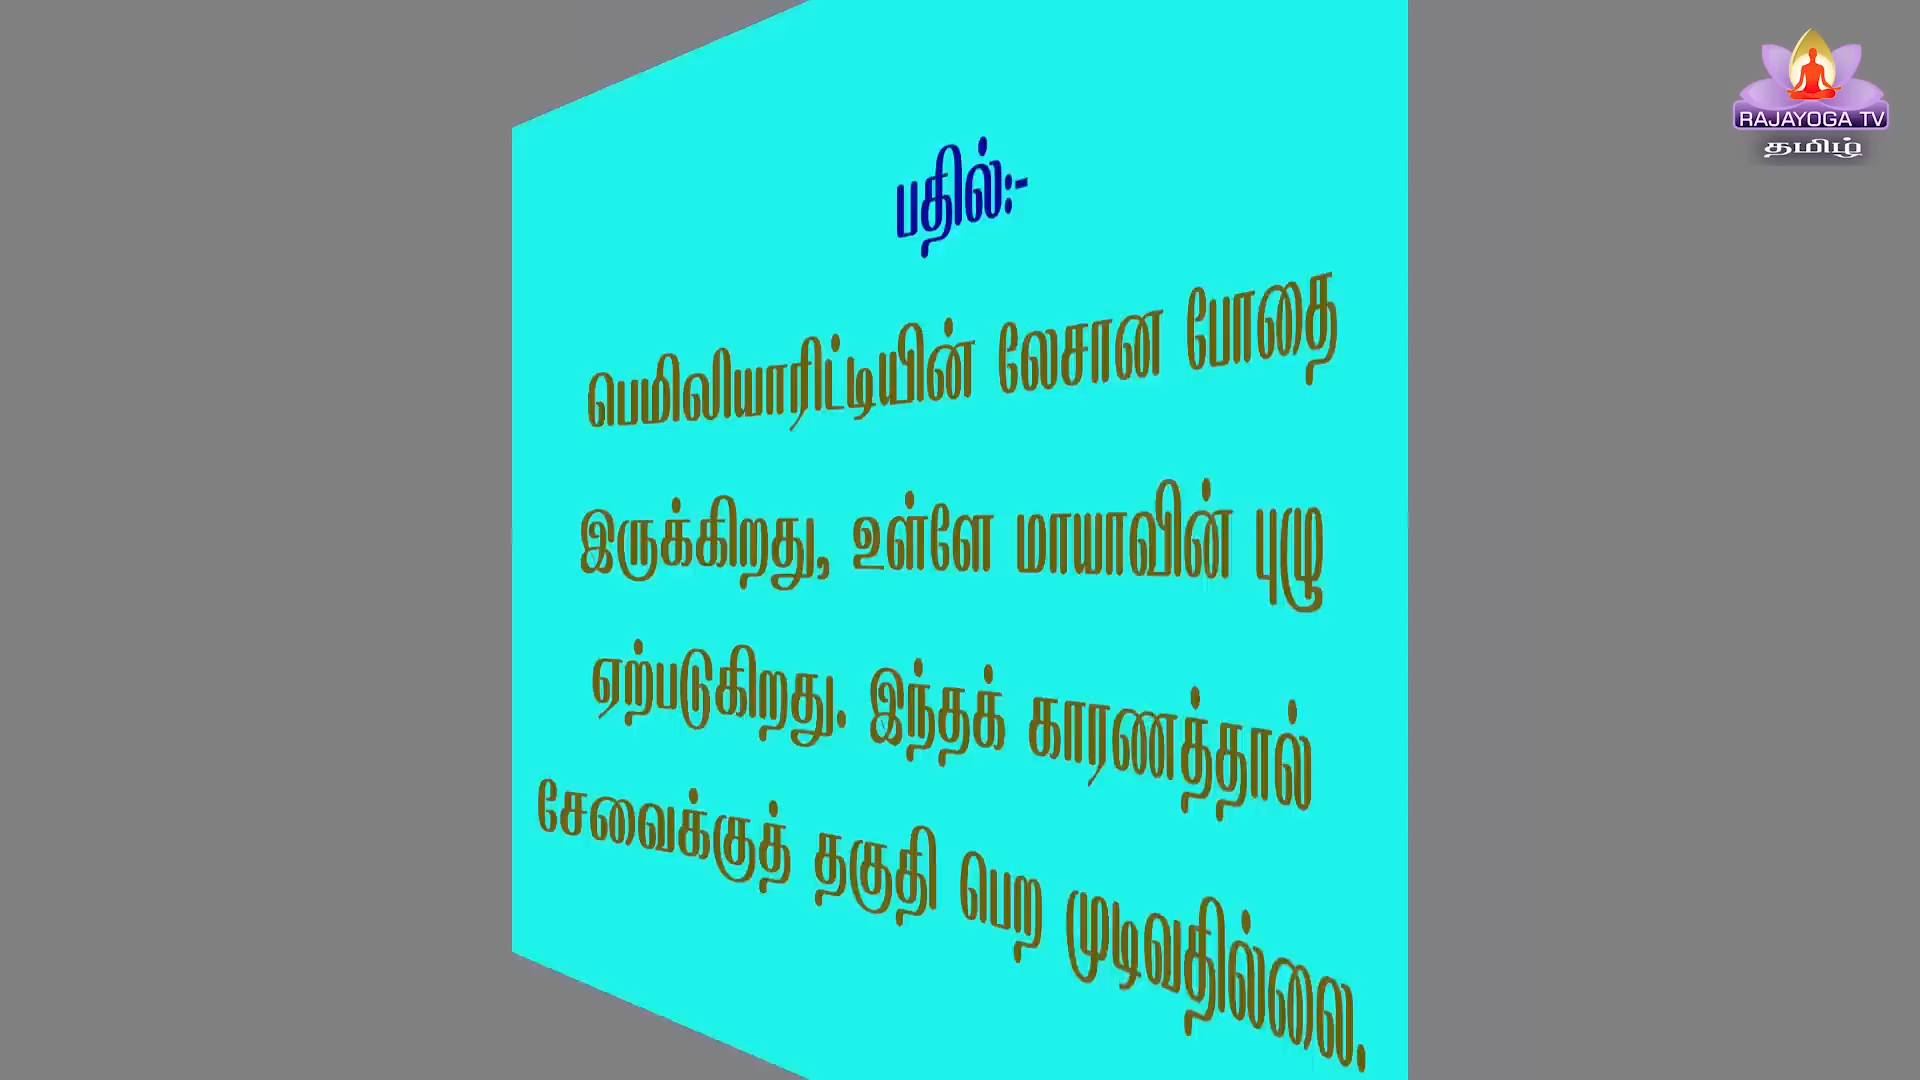 RAJAYOGA TV
தமிழ்
பதில்:-
பெமிலியாரிட்டியின் லேசான போதை
இருக்கிறது, உள்ளே மாயாவின் புழு
ஏற்படுகிறது. இந்தக் காரணத்தால்
சேவைக்குத் தகுதி பெற முடிவதில்லை.